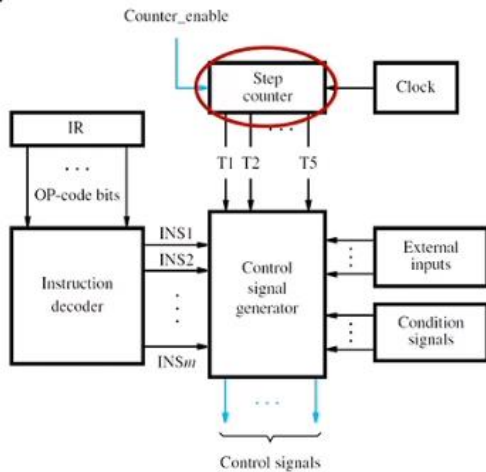 Counter_enable
Step
counter
Clock
IR
. . .
. . .
T1 T2 T5
OP-code bits
INS1
INS2
INSm
Instruction
decoder
Control
signal
generator
External
inputs
Condition
signals
. . .
Control signals